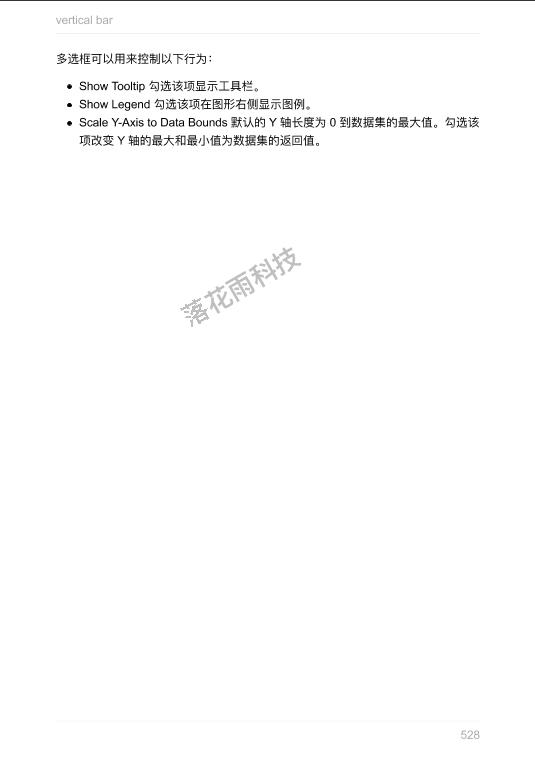 vertical bar
多选框可以用来控制以下行为：
● Show Tooltip 勾选该项显示工具栏。
● Show Legend 勾选该项在图形右侧显示图例。
● Scale Y-Axis to Data Bounds 默认的 Y 轴长度为 0 到数据集的最大值。勾选该
项改变 Y 轴的最大和最小值为数据集的返回值。
落花雨科技
528